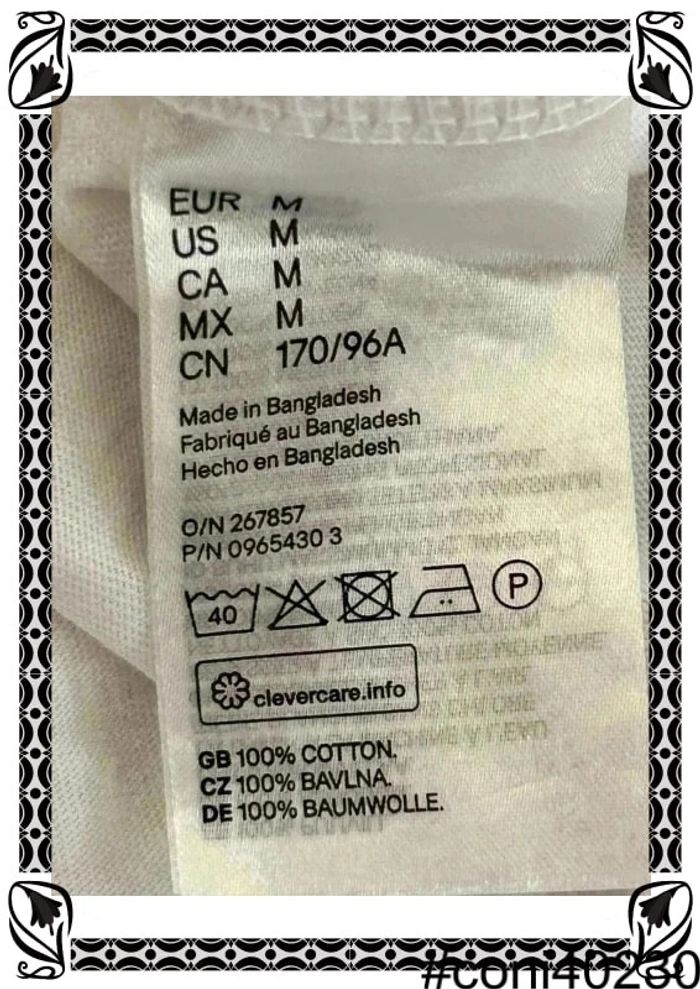 EUR M
US M
CA M
MX M
CN 170/96A
Made in Bangladesh
Fabriqué au Bangladesh
Hecho en Bangladesh
O/N 267857
P/N 0965430 3
40
P
clevercare.info
GB 100% COTTON.
CZ 100% BAVLNA.
DE 100% BAUMWOLLE.